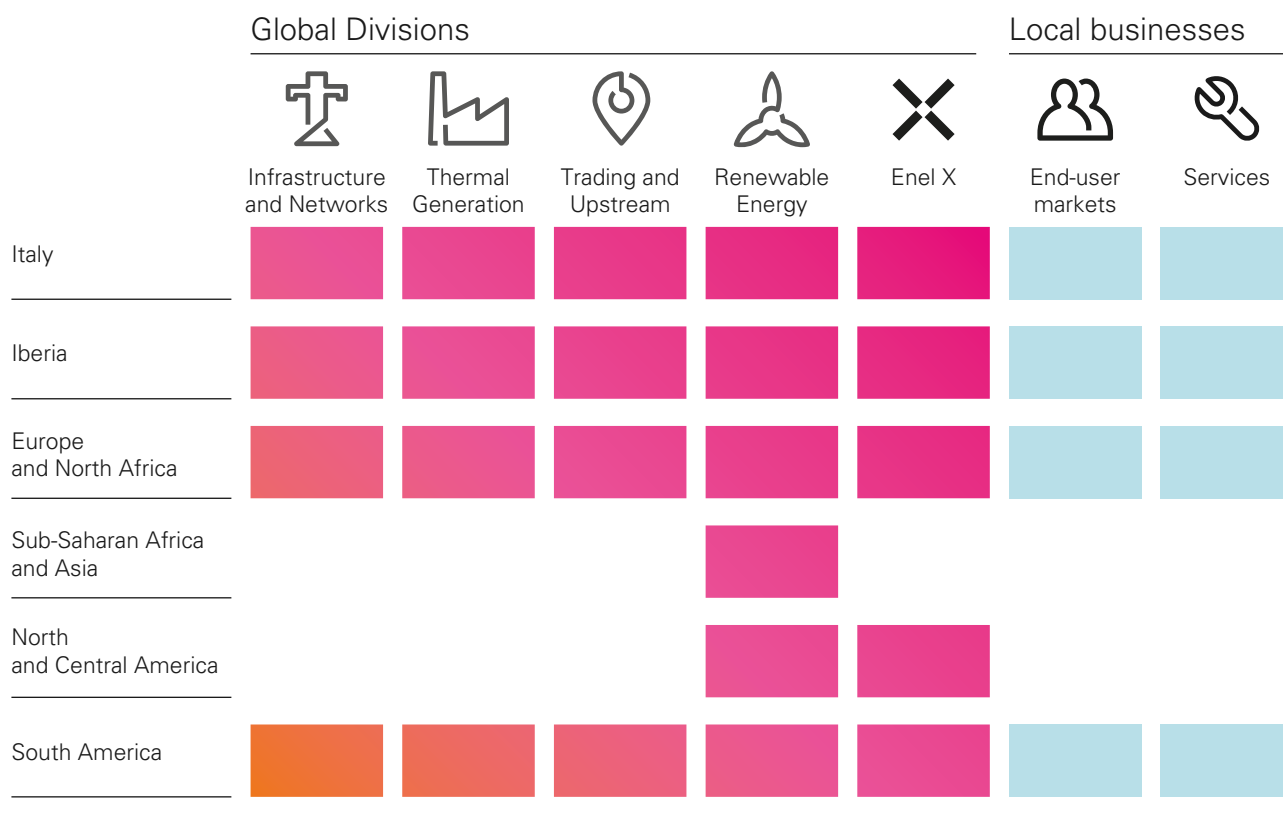 Global Divisions
Local businesses
Infrastructure
and Networks
Thermal
Generation
Trading and
Upstream
Renewable
Energy
Enel X
End-user
markets
Services
Italy
Iberia
Europe
and North Africa
Sub-Saharan Africa
and Asia
North
and Central America
South America